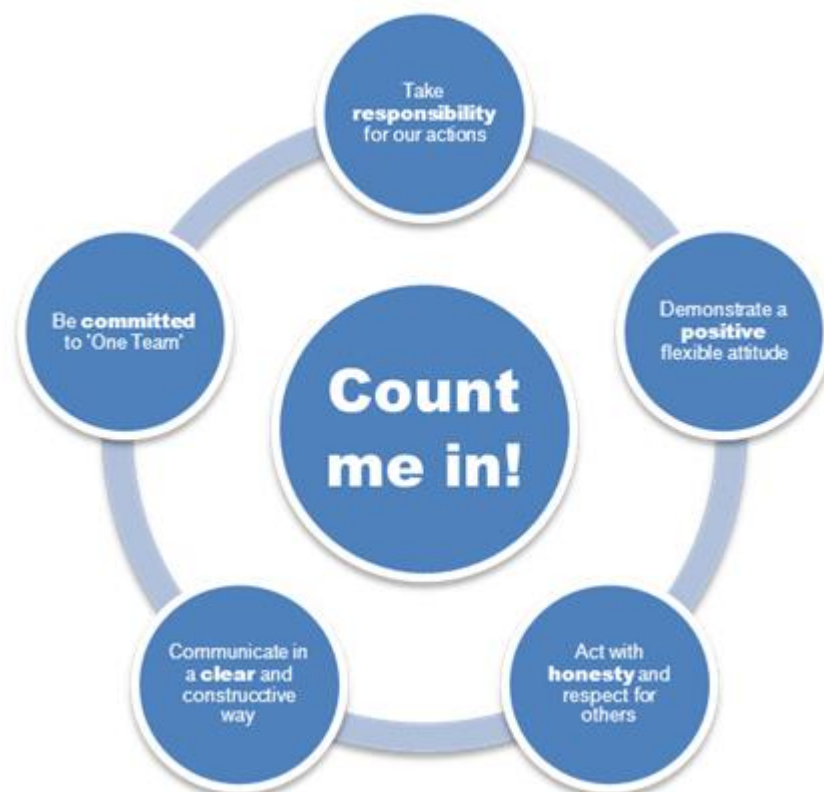 Take
responsibility
for our actions
Demonstrate a
positive
flexible attitude
Act with
honesty and
respect for
others
Communicate in
a clear and
construcctive
way
Be committed
to 'One Team'
Count
me in!